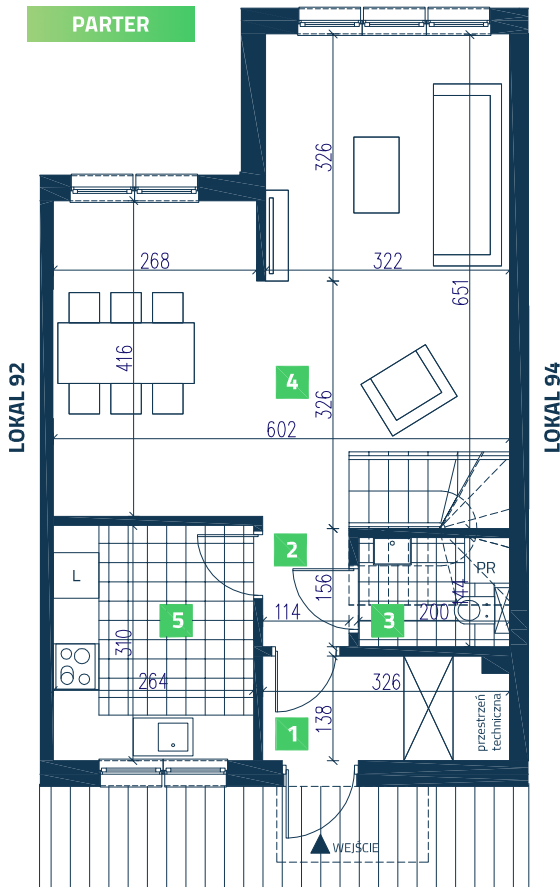 PARTER
326
268
322
651
416
LOKAL 92
LOKAL 94
4
326
602
2
L
PR
156
144
114
3
200
5
310
264
326
1
138
przestrzeń
techniczna
WEJŚCIE